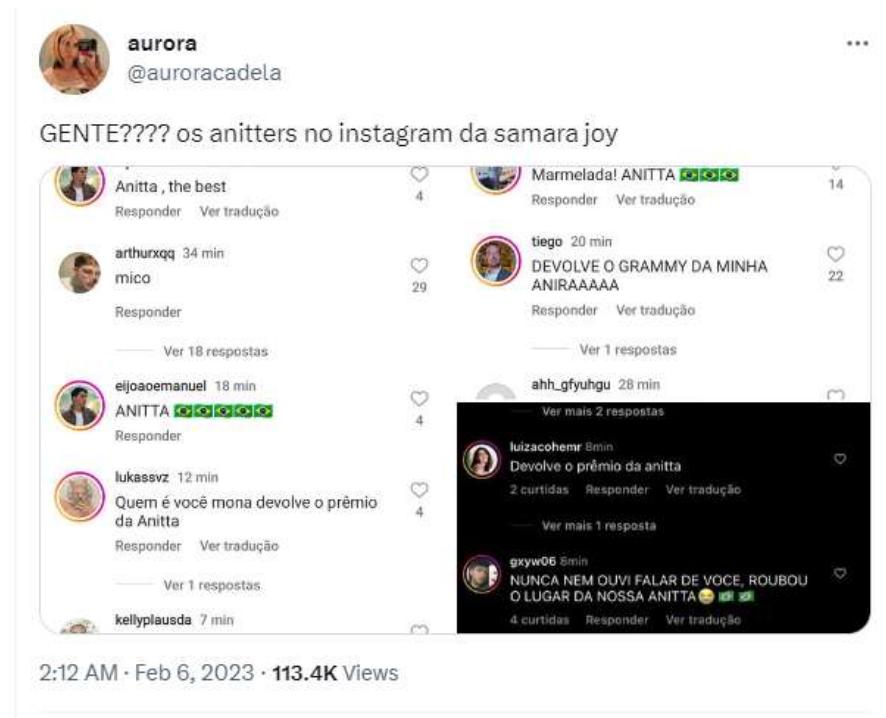 aurora
@auroracadela
GENTE???? os anitters no instagram da samara joy
Anitta , the best
4
Responder Ver tradução
arthurxqq 34 min
mico
29
Responder
Ver 18 respostas
eijoaoemanuel 18 min
ANITTA 🇧🇷🇧🇷🇧🇷🇧🇷🇧🇷
4
Responder
lukassvz 12 min
Quem é você mona devolve o prêmio
da Anitta
4
Responder Ver tradução
Ver 1 respostas
kellyplausda 7 min
Marmelada! ANITTA 🇧🇷🇧🇷🇧🇷
14
Responder Ver tradução
tiego 20 min
DEVOLVE O GRAMMY DA MINHA
ANIRAAAAA
22
Responder Ver tradução
Ver 1 respostas
ahh_gfyuhgu 28 min
Ver mais 2 respostas
luizacohemr 8min
Devolve o prêmio da anitta
2 curtidas Responder Ver tradução
Ver mais 1 resposta
gxyw06 8min
NUNCA NEM OUVI FALAR DE VOCE, ROUBOU
O LUGAR DA NOSSA ANITTA😭 🇧🇷 🇧🇷
4 curtidas Responder Ver tradução
2:12 AM · Feb 6, 2023 · 113.4K Views